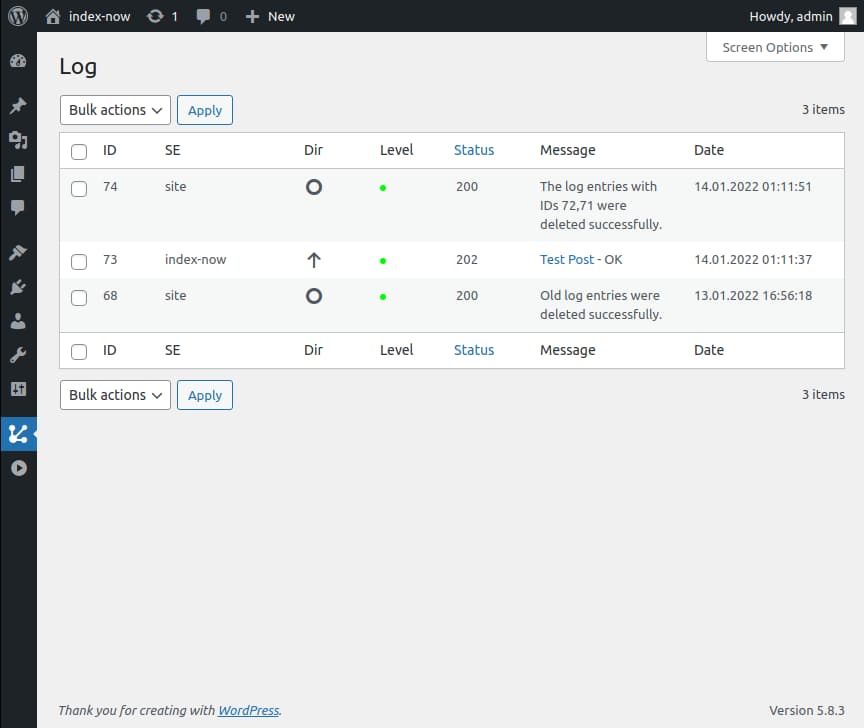 index-now 1 0 New Howdy, admin
Screen Options
Log
Bulk actions Apply 3 items
ID SE Dir Level Status Message Date
74 site 200 The log entries with 14.01.2022 01:11:51
IDs 72,71 were
deleted successfully.
73 index-now 202 Test Post - OK 14.01.2022 01:11:37
68 site 200 Old log entries were 13.01.2022 16:56:18
deleted successfully.
ID SE Dir Level Status Message Date
Bulk actions Apply 3 items
Thank you for creating with WordPress. Version 5.8.3